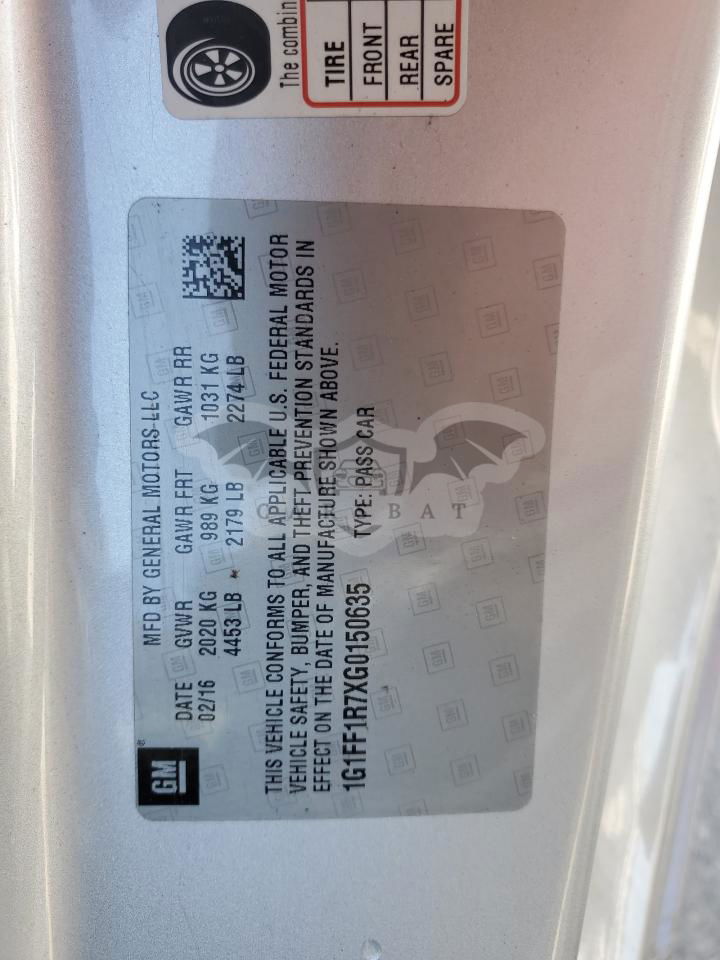 The combin
TIRE
FRONT
REAR
SPARE
GM
®
MFD BY GENERAL MOTORS LLC
DATE GVWR GAWR FRT GAWR RR
02/16 2020 KG 989 KG 1031 KG
4453 LB 2179 LB 2274 LB
THIS VEHICLE CONFORMS TO ALL APPLICABLE U.S. FEDERAL MOTOR
VEHICLE SAFETY, BUMPER, AND THEFT PREVENTION STANDARDS IN
EFFECT ON THE DATE OF MANUFACTURE SHOWN ABOVE.
1G1FF1R7XG0150635 TYPE: PASS CAR
CARBAT